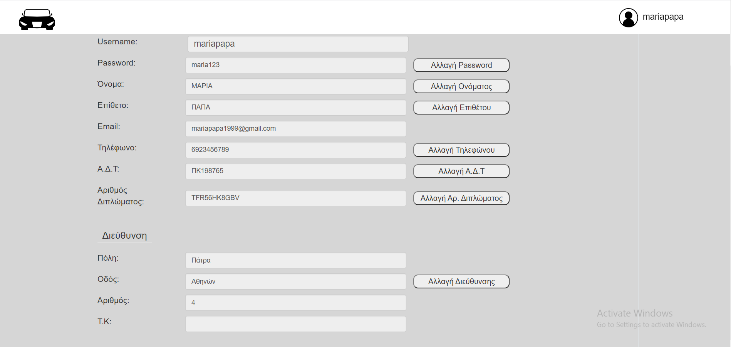 mariapapa
Username: mariapapa
Password: maria123 Αλλαγή Password
Όνομα: ΜΑΡΙΑ Αλλαγή Ονόματος
Επίθετο: ΠΑΠΑ Αλλαγή Επιθέτου
Email: mariapapa1999@gmail.com
Τηλέφωνο: 6923456789 Αλλαγή Τηλεφώνου
Α.Δ.Τ: ΠΚ198765 Αλλαγή Α.Δ.Τ
Αριθμός
Διπλώματος: TFR56HK8GBV Αλλαγή Αρ. Διπλώματος
Διεύθυνση
Πόλη: Πάτρα
Οδός: Αθηνών Αλλαγή Διεύθυνσης
Αριθμός: 4
Τ.Κ:
Activate Windows
Go to Settings to activate Windows.